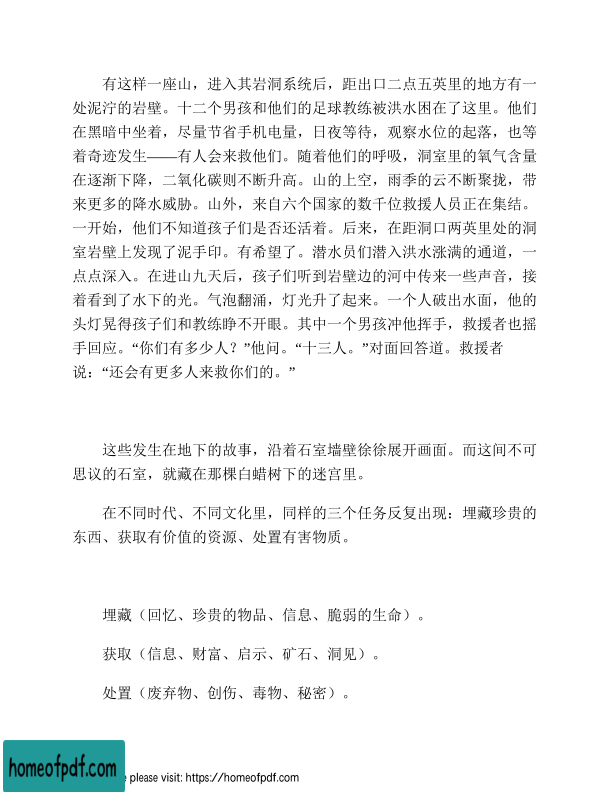 有这样一座山，进入其岩洞系统后，距出口二点五英里的地方有一
处泥泞的岩壁。十二个男孩和他们的足球教练被洪水困在了这里。他们
在黑暗中坐着，尽量节省手机电量，日夜等待，观察水位的起落，也等
着奇迹发生——有人会来救他们。随着他们的呼吸，洞室里的氧气含量
在逐渐下降，二氧化碳则不断升高。山的上空，雨季的云不断聚拢，带
来更多的降水威胁。山外，来自六个国家的数千位救援人员正在集结。
一开始，他们不知道孩子们是否还活着。后来，在距洞口两英里处的洞
室岩壁上发现了泥手印。有希望了。潜水员们潜入洪水涨满的通道，一
点点深入。在进山九天后，孩子们听到岩壁边的河中传来一些声音，接
着看到了水下的光。气泡翻涌，灯光升了起来。一个人破出水面，他的
头灯晃得孩子们和教练睁不开眼。其中一个男孩冲他挥手，救援者也摇
手回应。“你们有多少人？”他问。“十三人。”对面回答道。救援者
说：“还会有更多人来救你们的。”
这些发生在地下的故事，沿着石室墙壁徐徐展开画面。而这间不可
思议的石室，就藏在那棵白蜡树下的迷宫里。
在不同时代、不同文化里，同样的三个任务反复出现：埋藏珍贵的
东西、获取有价值的资源、处置有害物质。
埋藏（回忆、珍贵的物品、信息、脆弱的生命）。
获取（信息、财富、启示、矿石、洞见）。
处置（废弃物、创伤、毒物、秘密）。
homeofpdf.com
please visit: https://homeofpdf.com